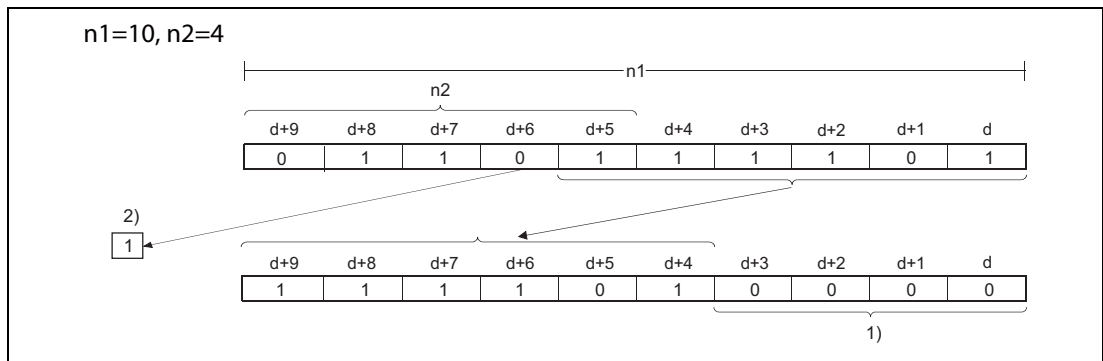 n1=10, n2=4
n1
n2
d+9 d+8 d+7 d+6 d+5 d+4 d+3 d+2 d+1 d
0 1 1 0 1 1 1 1 0 1
2)
1
d+9 d+8 d+7 d+6 d+5 d+4 d+3 d+2 d+1 d
1 1 1 1 0 1 0 0 0 0
1)